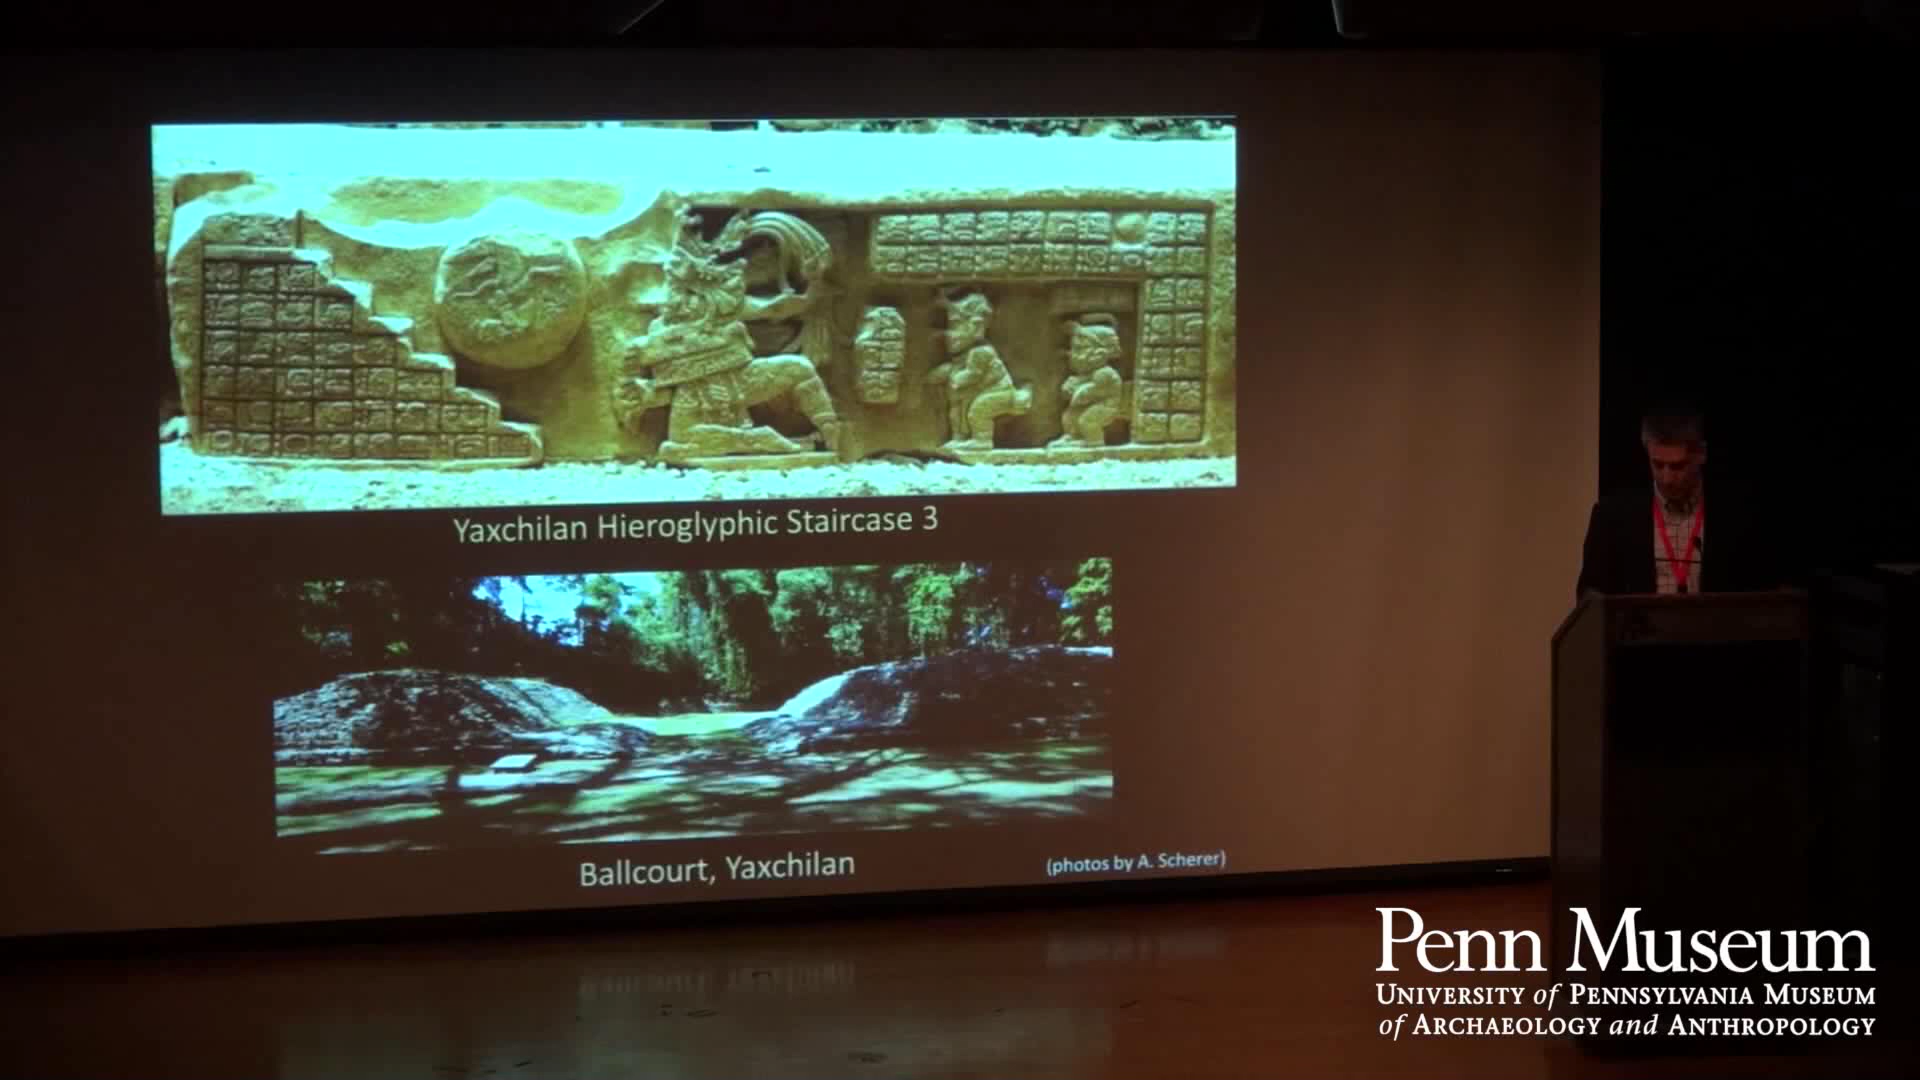 Yaxchilan Hieroglyphic Staircase 3
Ballcourt, Yaxchilan
(photos by A. Scherer)
Penn Museum
UNIVERSITY of PENNSYLVANIA MUSEUM
of ARCHAEOLOGY and ANTHROPOLOGY